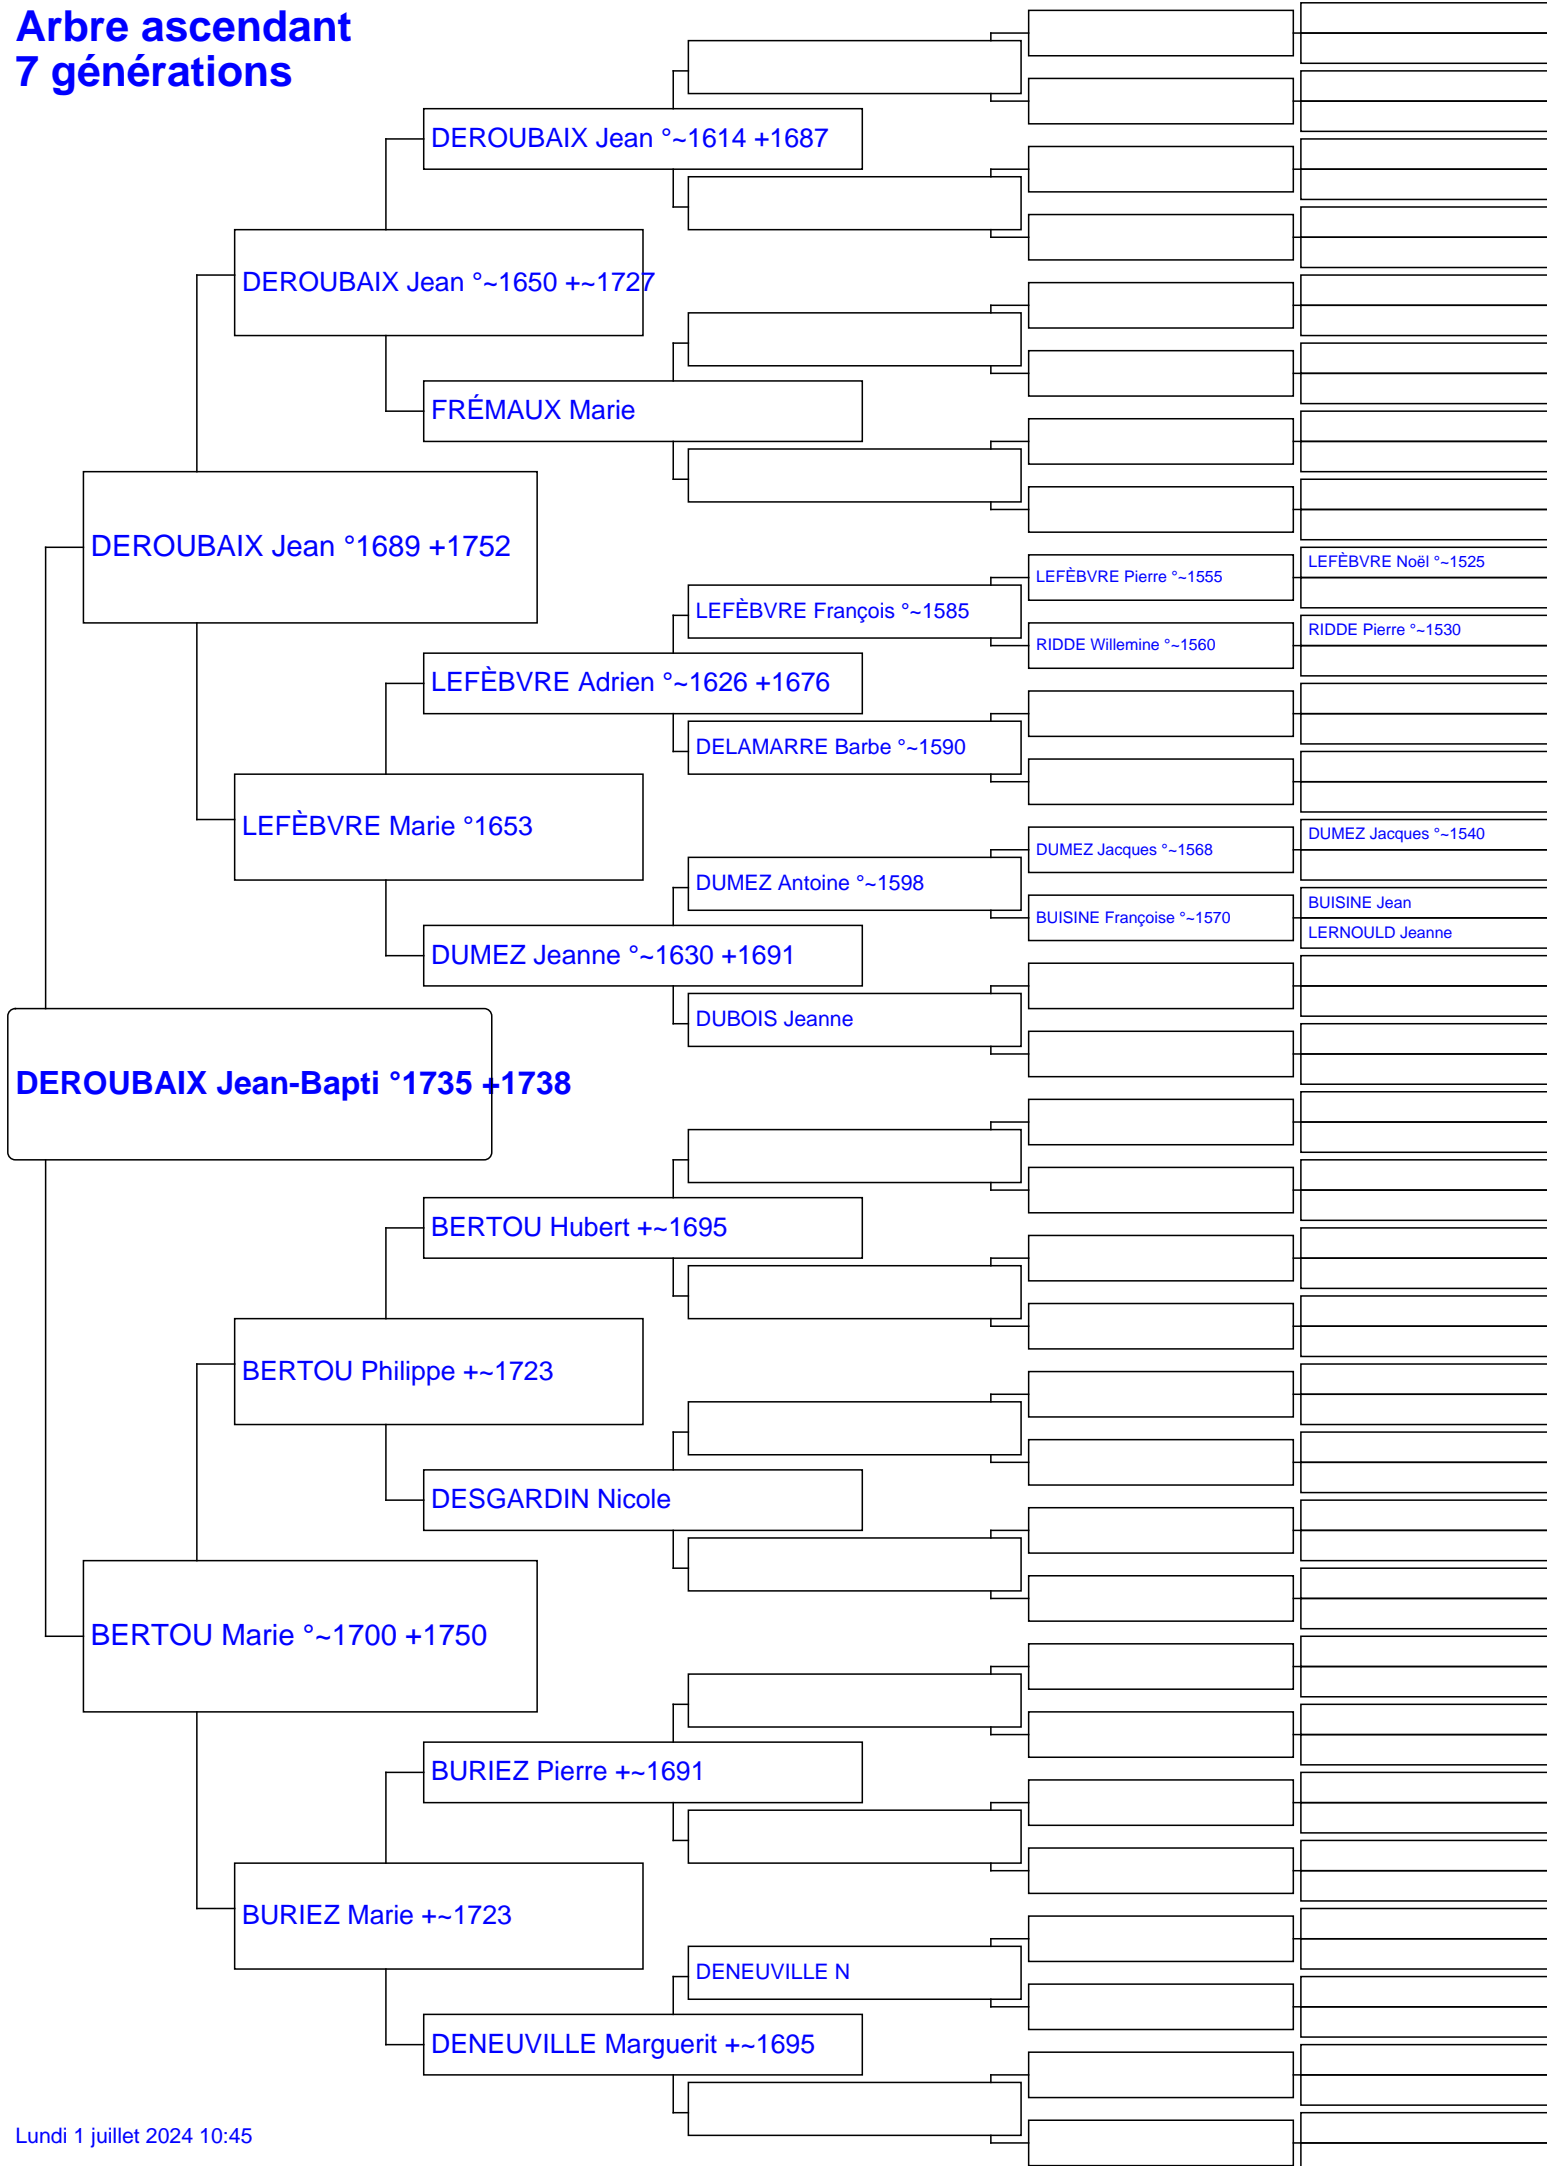 Arbre ascendant
7 générations
DEROUBAIX Jean °~1614 +1687
DEROUBAIX Jean °~1650 +~1727
FRÉMAUX Marie
DEROUBAIX Jean °1689 +1752
LEFÈBVRE Noël °~1525
LEFÈBVRE Pierre °~1555
LEFÈBVRE François °~1585
RIDDE Pierre °~1530
RIDDE Willemine °~1560
LEFÈBVRE Adrien °~1626 +1676
DELAMARRE Barbe °~1590
LEFÈBVRE Marie °1653
DUMEZ Jacques °~1540
DUMEZ Jacques °~1568
DUMEZ Antoine °~1598
BUISINE Jean
BUISINE Françoise °~1570
LERNOULD Jeanne
DUMEZ Jeanne °~1630 +1691
DUBOIS Jeanne
DEROUBAIX Jean-Bapti °1735 +1738
BERTOU Hubert +~1695
BERTOU Philippe +~1723
DESGARDIN Nicole
BERTOU Marie °~1700 +1750
BURIEZ Pierre +~1691
BURIEZ Marie +~1723
DENEUVILLE N
DENEUVILLE Marguerit +~1695
Lundi 1 juillet 2024 10:45